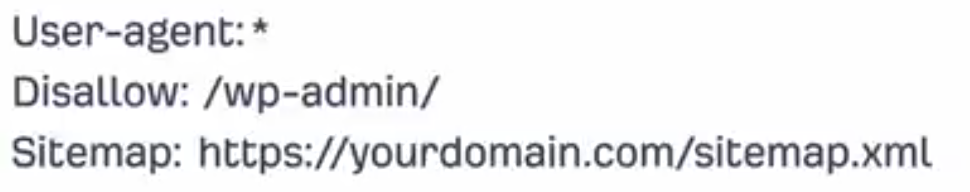 User-agent: *
Disallow: /wp-admin/
Sitemap: https://yourdomain.com/sitemap.xml